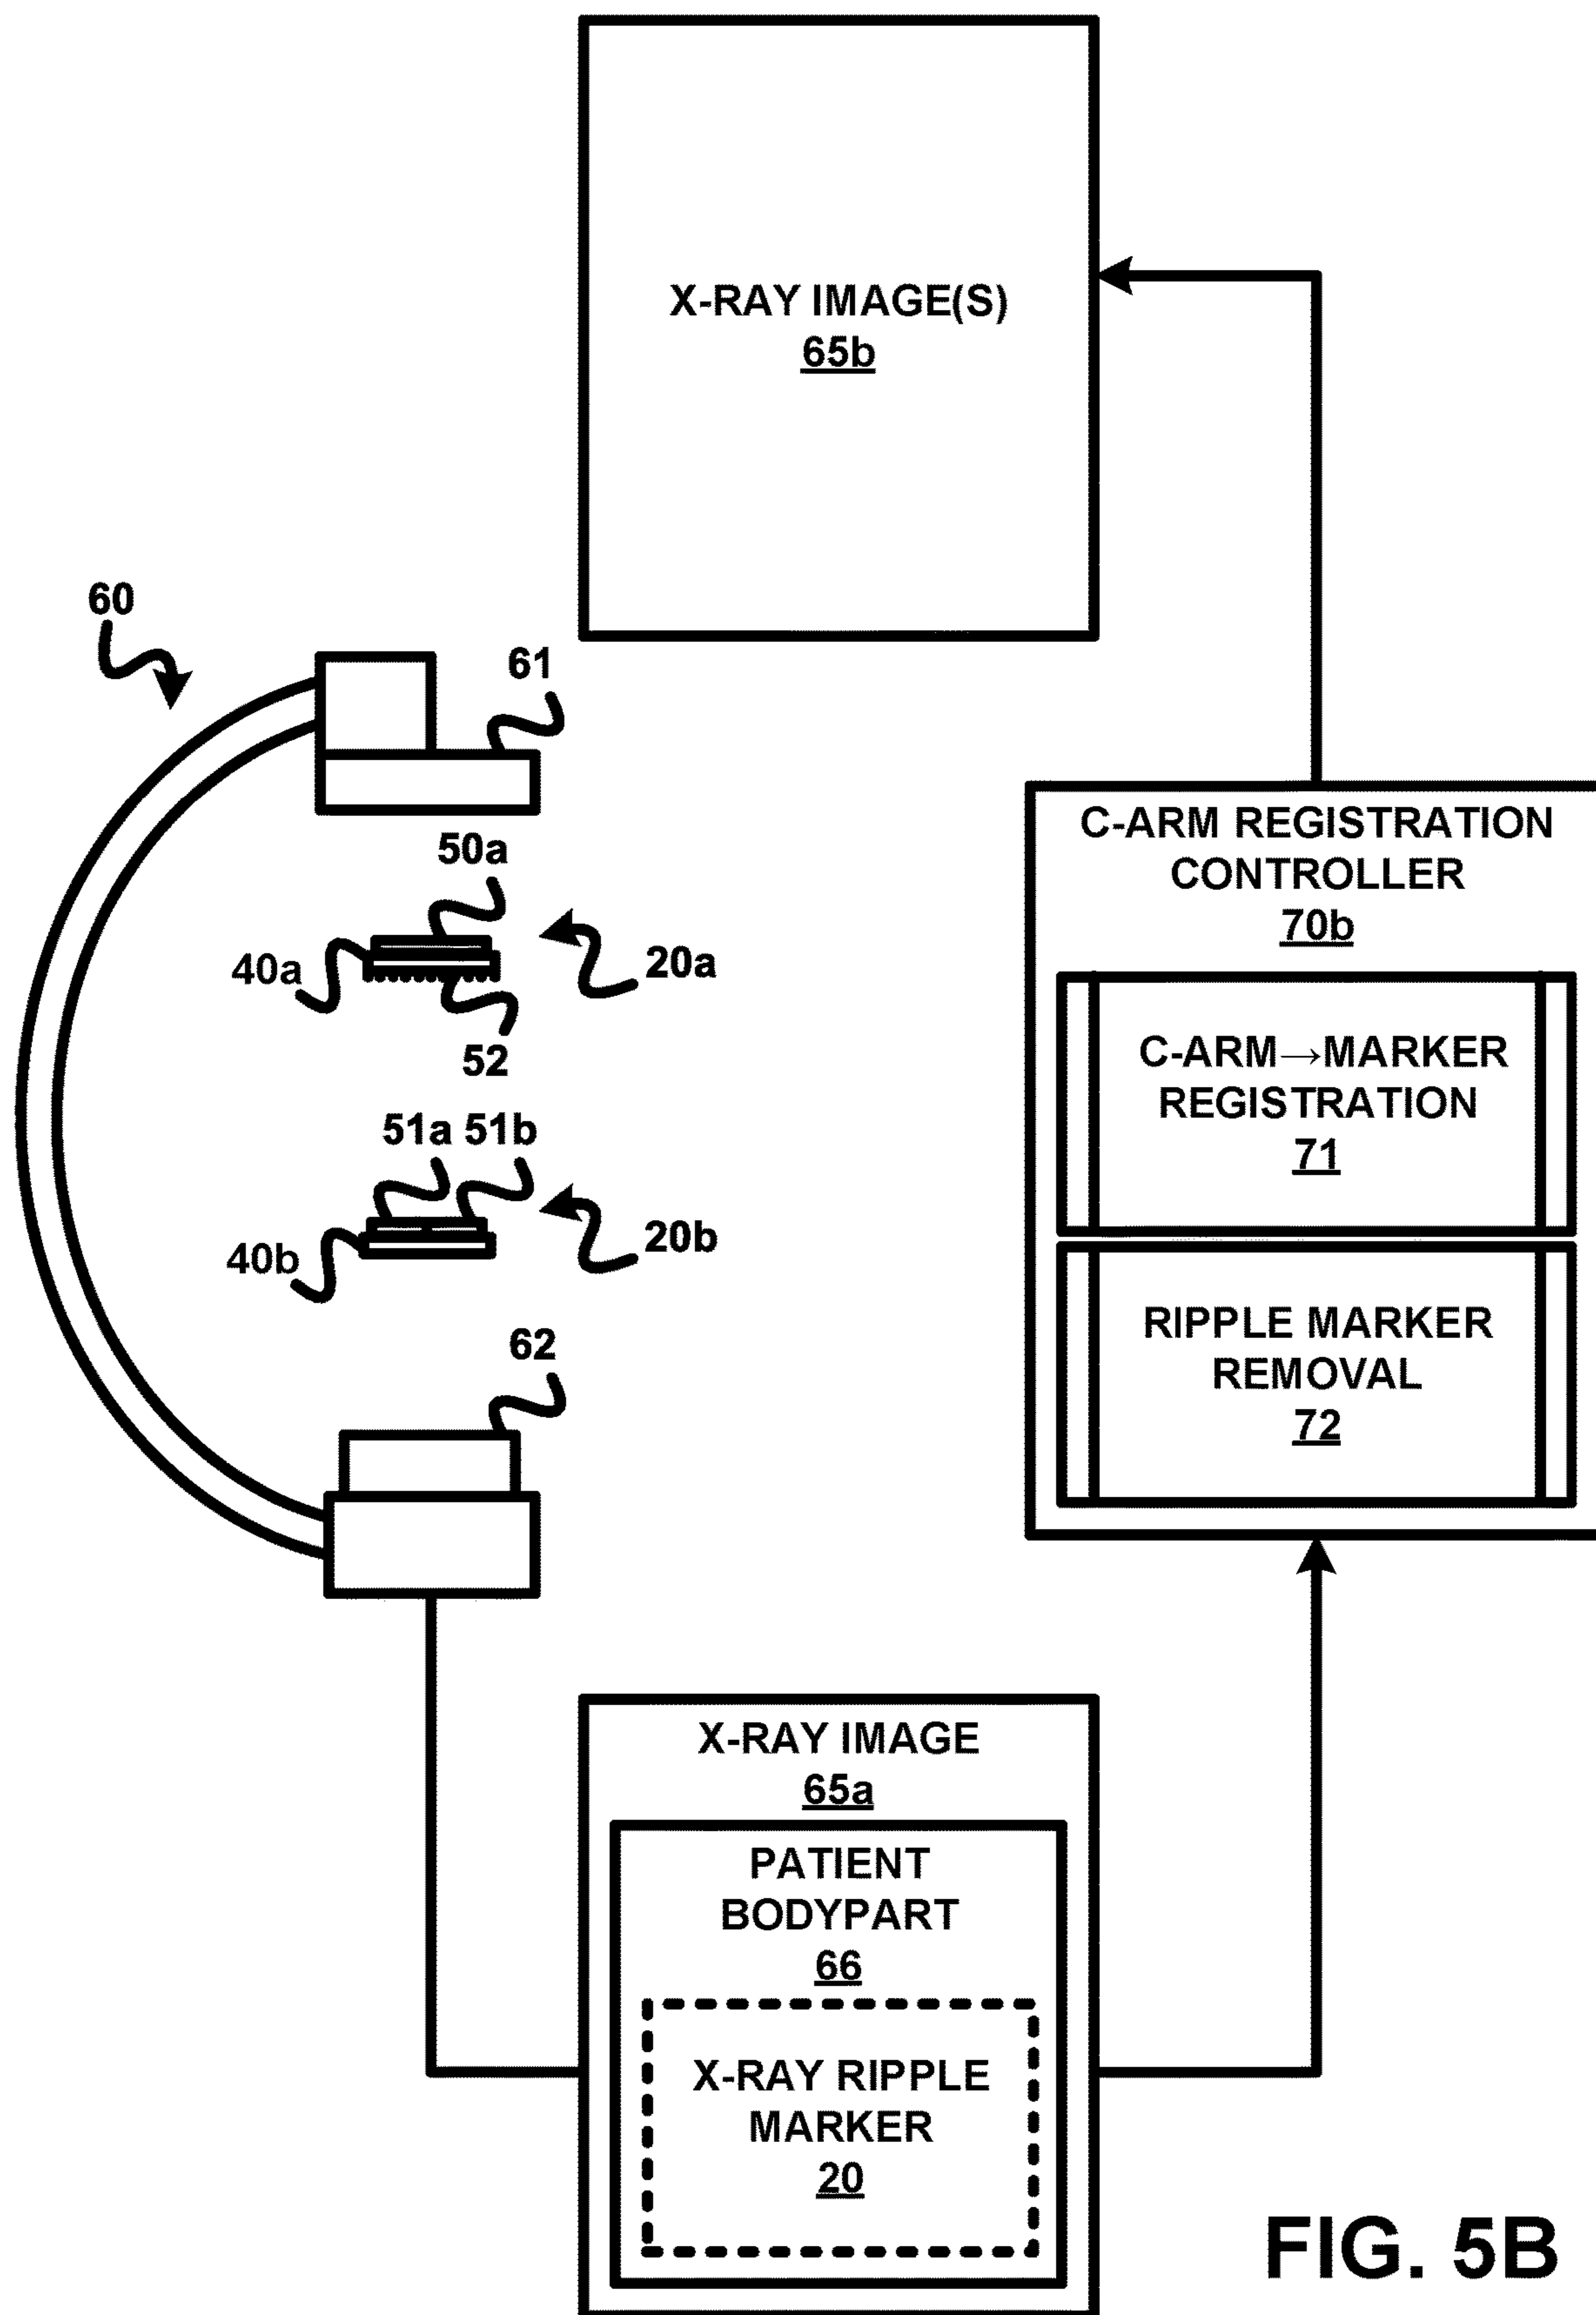 X-RAY IMAGE(S)
65b
60
61
50a
40a
20a
52
51a 51b
40b
20b
62
C-ARM REGISTRATION
CONTROLLER
70b
C-ARM→MARKER
REGISTRATION
71
RIPPLE MARKER
REMOVAL
72
X-RAY IMAGE
65a
PATIENT
BODYPART
66
X-RAY RIPPLE
MARKER
20
FIG. 5B